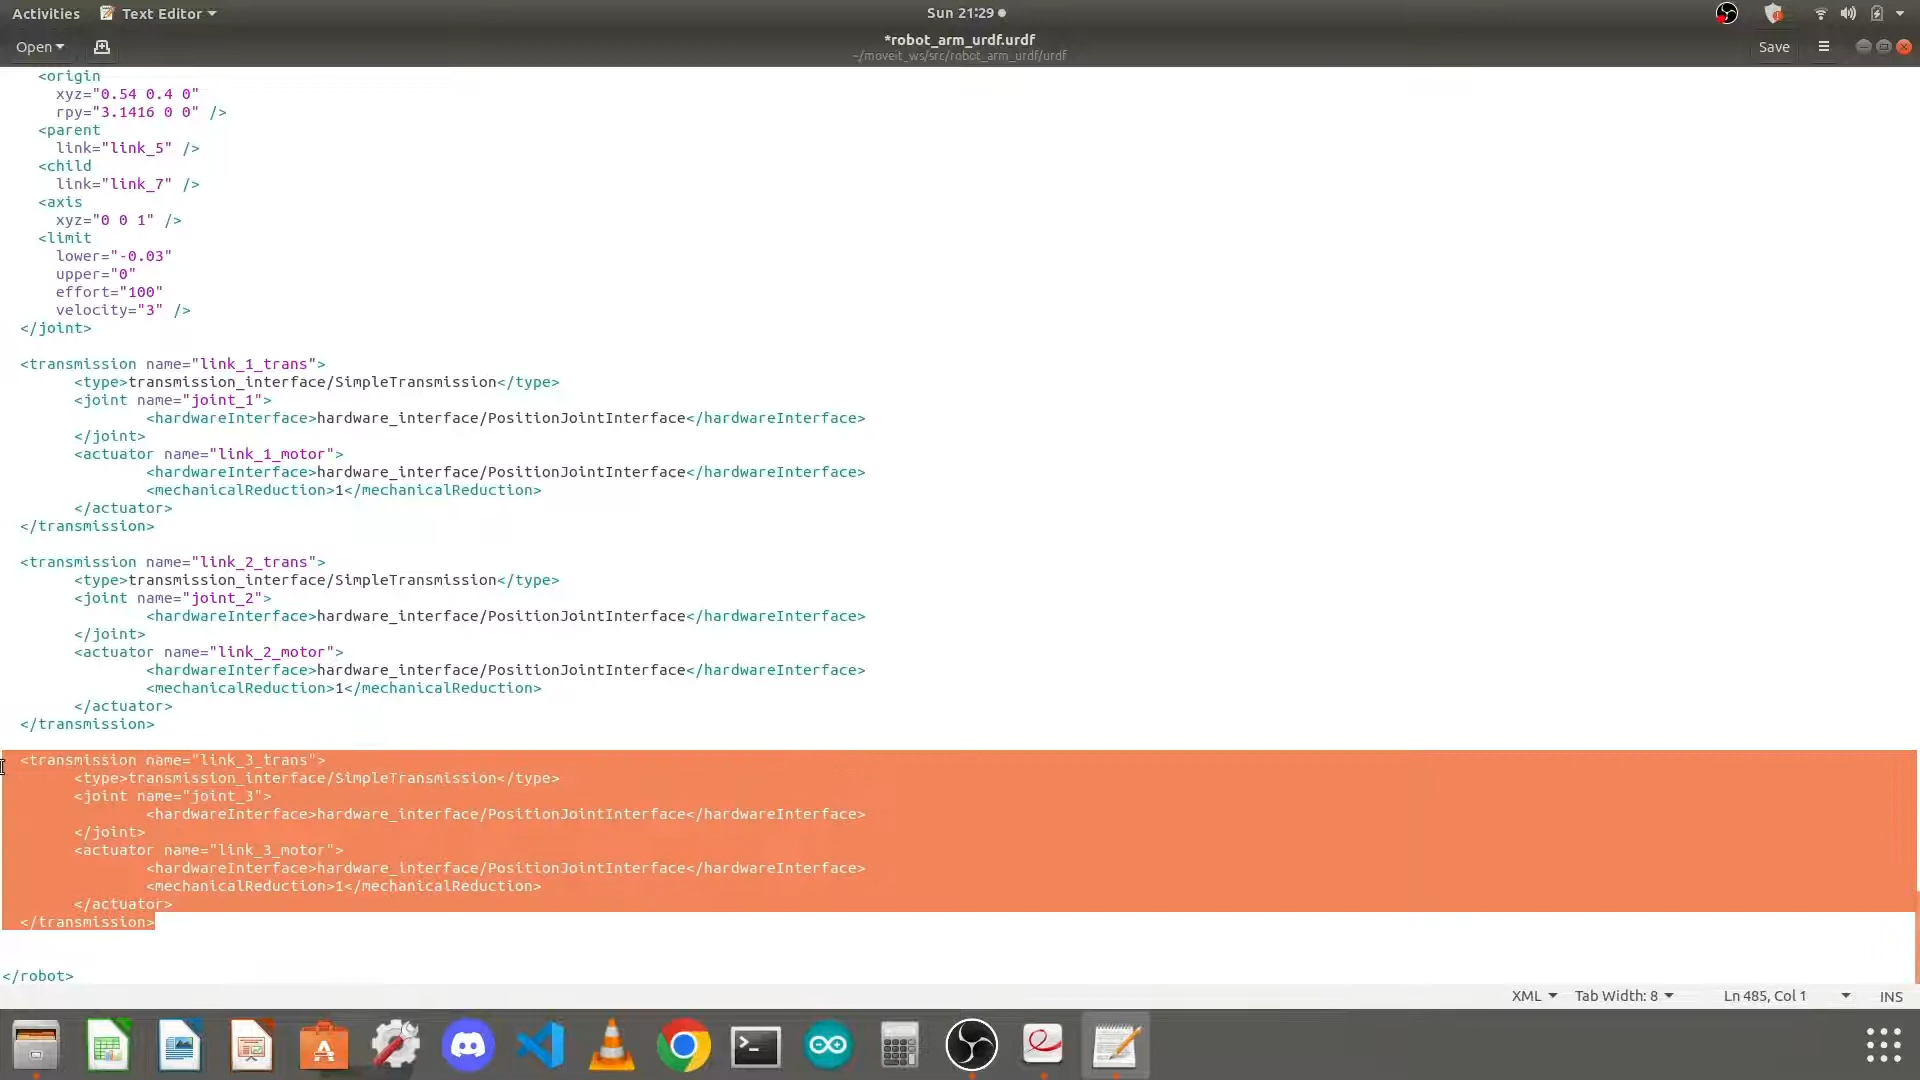 Activities Text Editor Sun 21:29
Open *robot_arm_urdf.urdf Save
~/moveit_ws/src/robot_arm_urdf/urdf
<origin
xyz="0.54 0.4 0"
rpy="3.1416 0 0" />
<parent
link="link_5" />
<child
link="link_7" />
<axis
xyz="0 0 1" />
<limit
lower="-0.03"
upper="0"
effort="100"
velocity="3" />
</joint>
<transmission name="link_1_trans">
<type>transmission_interface/SimpleTransmission</type>
<joint name="joint_1">
<hardwareInterface>hardware_interface/PositionJointInterface</hardwareInterface>
</joint>
<actuator name="link_1_motor">
<hardwareInterface>hardware_interface/PositionJointInterface</hardwareInterface>
<mechanicalReduction>1</mechanicalReduction>
</actuator>
</transmission>
<transmission name="link_2_trans">
<type>transmission_interface/SimpleTransmission</type>
<joint name="joint_2">
<hardwareInterface>hardware_interface/PositionJointInterface</hardwareInterface>
</joint>
<actuator name="link_2_motor">
<hardwareInterface>hardware_interface/PositionJointInterface</hardwareInterface>
<mechanicalReduction>1</mechanicalReduction>
</actuator>
</transmission>
<transmission name="link_3_trans">
<type>transmission_interface/SimpleTransmission</type>
<joint name="joint_3">
<hardwareInterface>hardware_interface/PositionJointInterface</hardwareInterface>
</joint>
<actuator name="link_3_motor">
<hardwareInterface>hardware_interface/PositionJointInterface</hardwareInterface>
<mechanicalReduction>1</mechanicalReduction>
</actuator>
</transmission>
</robot>
XML Tab Width: 8 Ln 485, Col 1 INS